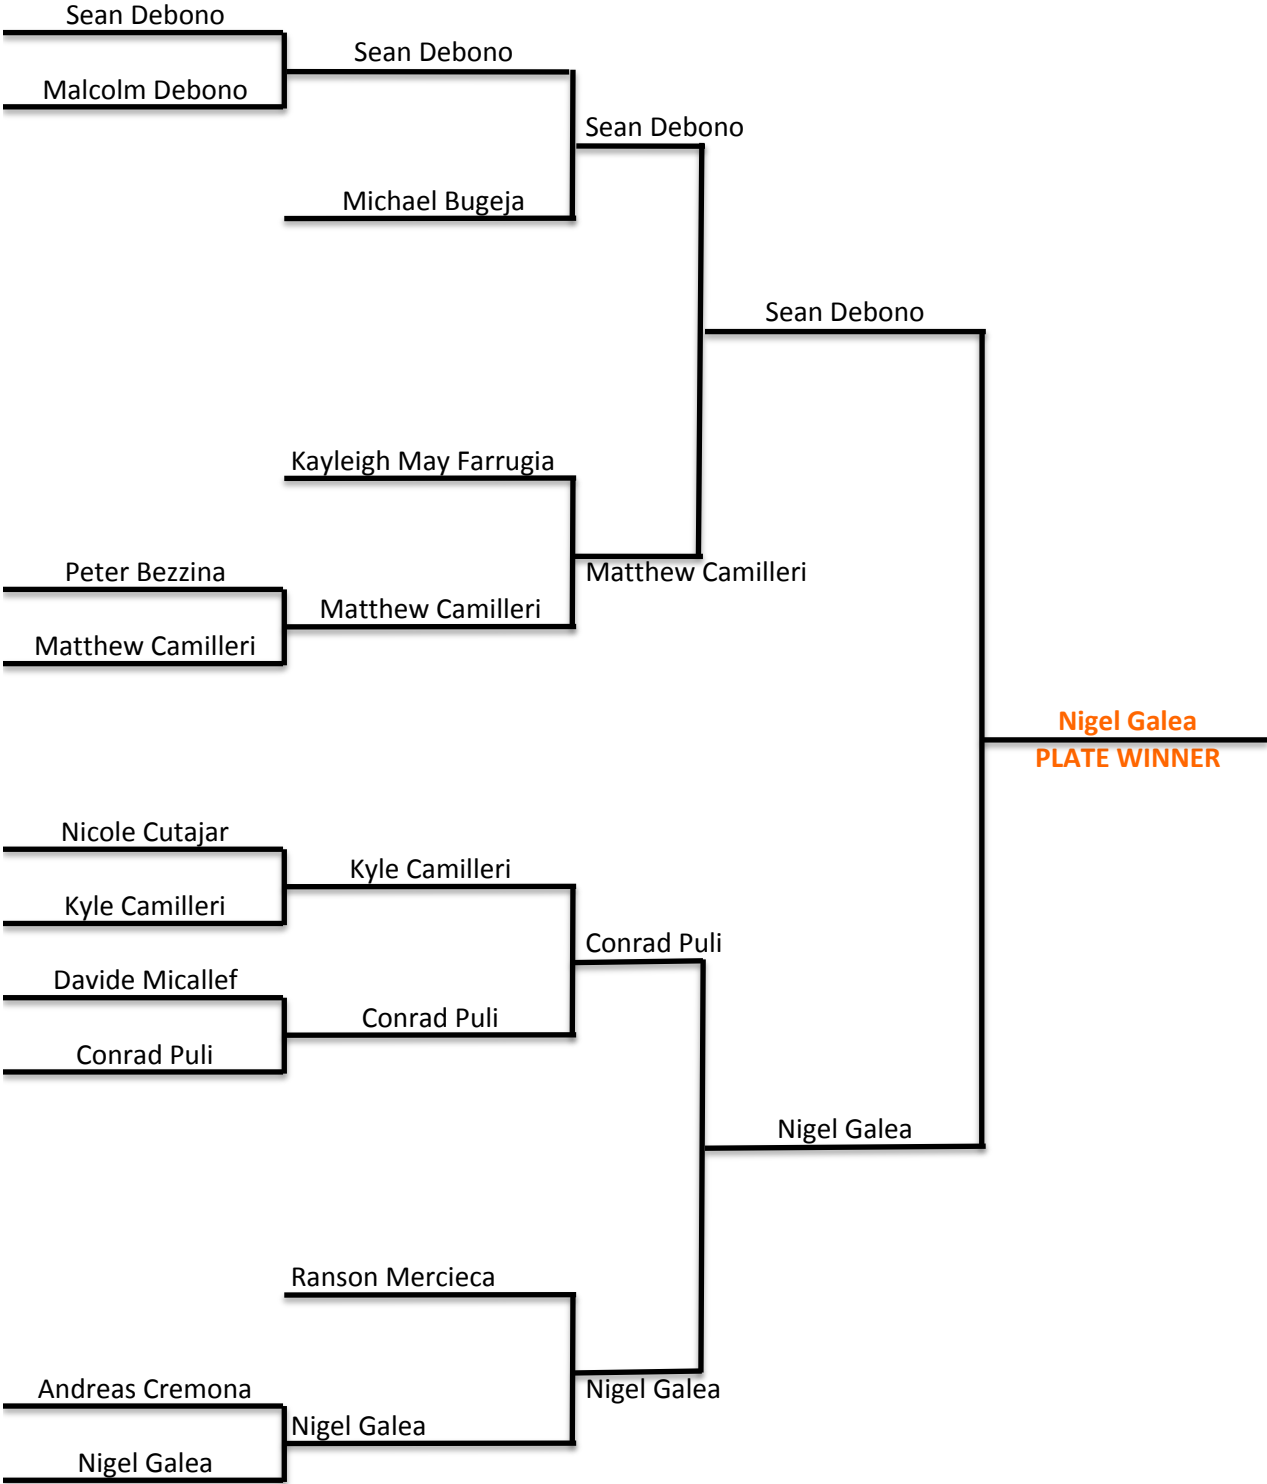 Sean Debono
Sean Debono
Malcolm Debono
Sean Debono
Michael Bugeja
Sean Debono
Kayleigh May Farrugia
Peter Bezzina
Matthew Camilleri
Matthew Camilleri
Matthew Camilleri
Nigel Galea
PLATE WINNER
Nicole Cutajar
Kyle Camilleri
Kyle Camilleri
Conrad Puli
Davide Micallef
Conrad Puli
Conrad Puli
Nigel Galea
Ranson Mercieca
Andreas Cremona
Nigel Galea
Nigel Galea
Nigel Galea